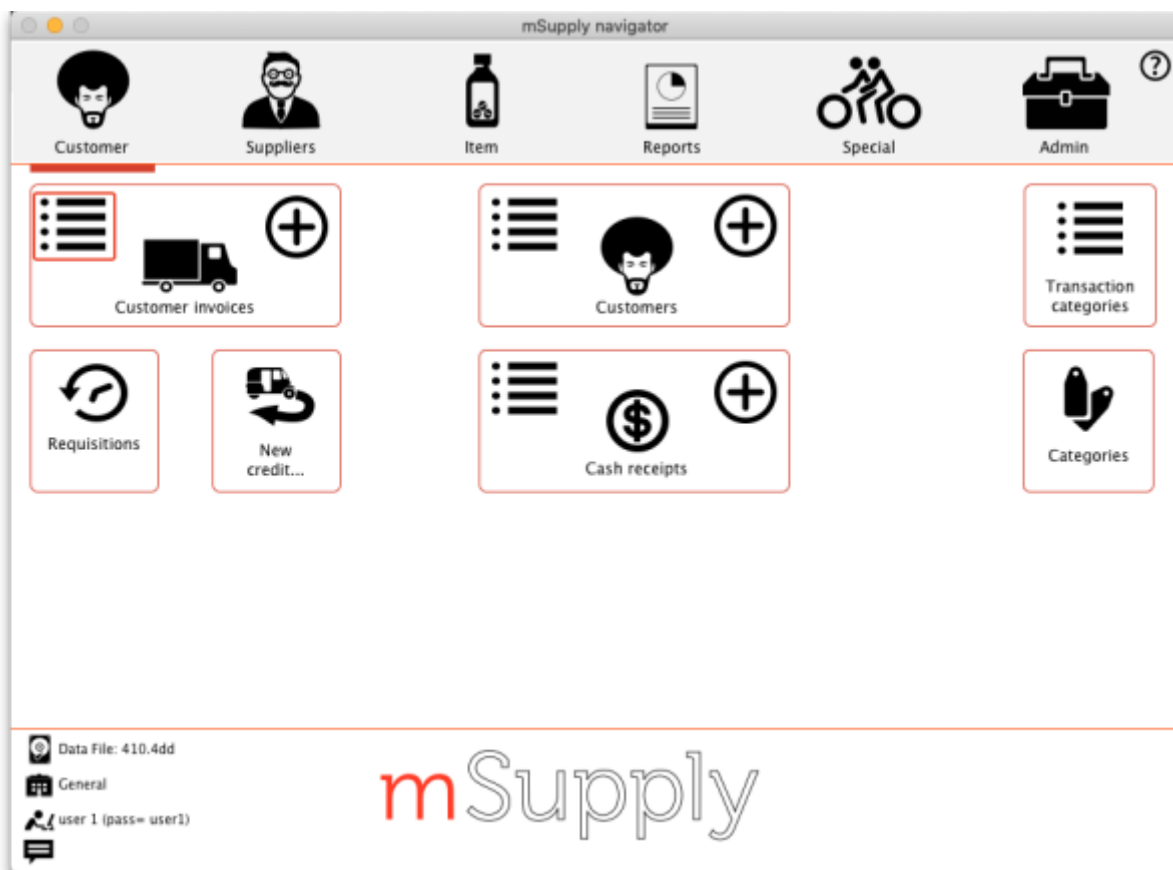 mSupply navigator
?
Customer
Suppliers
Item
Reports
Special
Admin
Customer invoices
Customers
Transaction
categories
Requisitions
New
credit...
$
Cash receipts
Categories
Data File: 410.4dd
General
user 1 (pass= user1)
mSupply